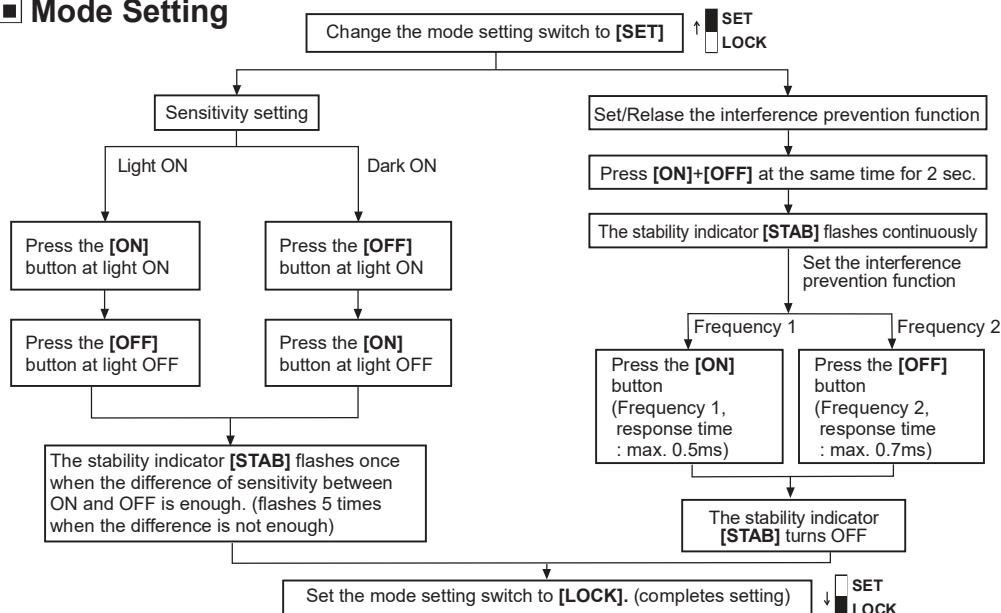 Mode Setting
Change the mode setting switch to [SET]
SET
LOCK
Sensitivity setting
Light ON
Dark ON
Press the [ON]
button at light ON
Press the [OFF]
button at light ON
Press the [OFF]
button at light OFF
Press the [ON]
button at light OFF
The stability indicator [STAB] flashes once
when the difference of sensitivity between
ON and OFF is enough. (flashes 5 times
when the difference is not enough)
Set/Relase the interference prevention function
Press [ON]+[OFF] at the same time for 2 sec.
The stability indicator [STAB] flashes continuously
Set the interference
prevention function
Frequency 1
Frequency 2
Press the [ON]
button
(Frequency 1,
response time
: max. 0.5ms)
Press the [OFF]
button
(Frequency 2,
response time
: max. 0.7ms)
The stability indicator
[STAB] turns OFF
Set the mode setting switch to [LOCK]. (completes setting)
SET
LOCK